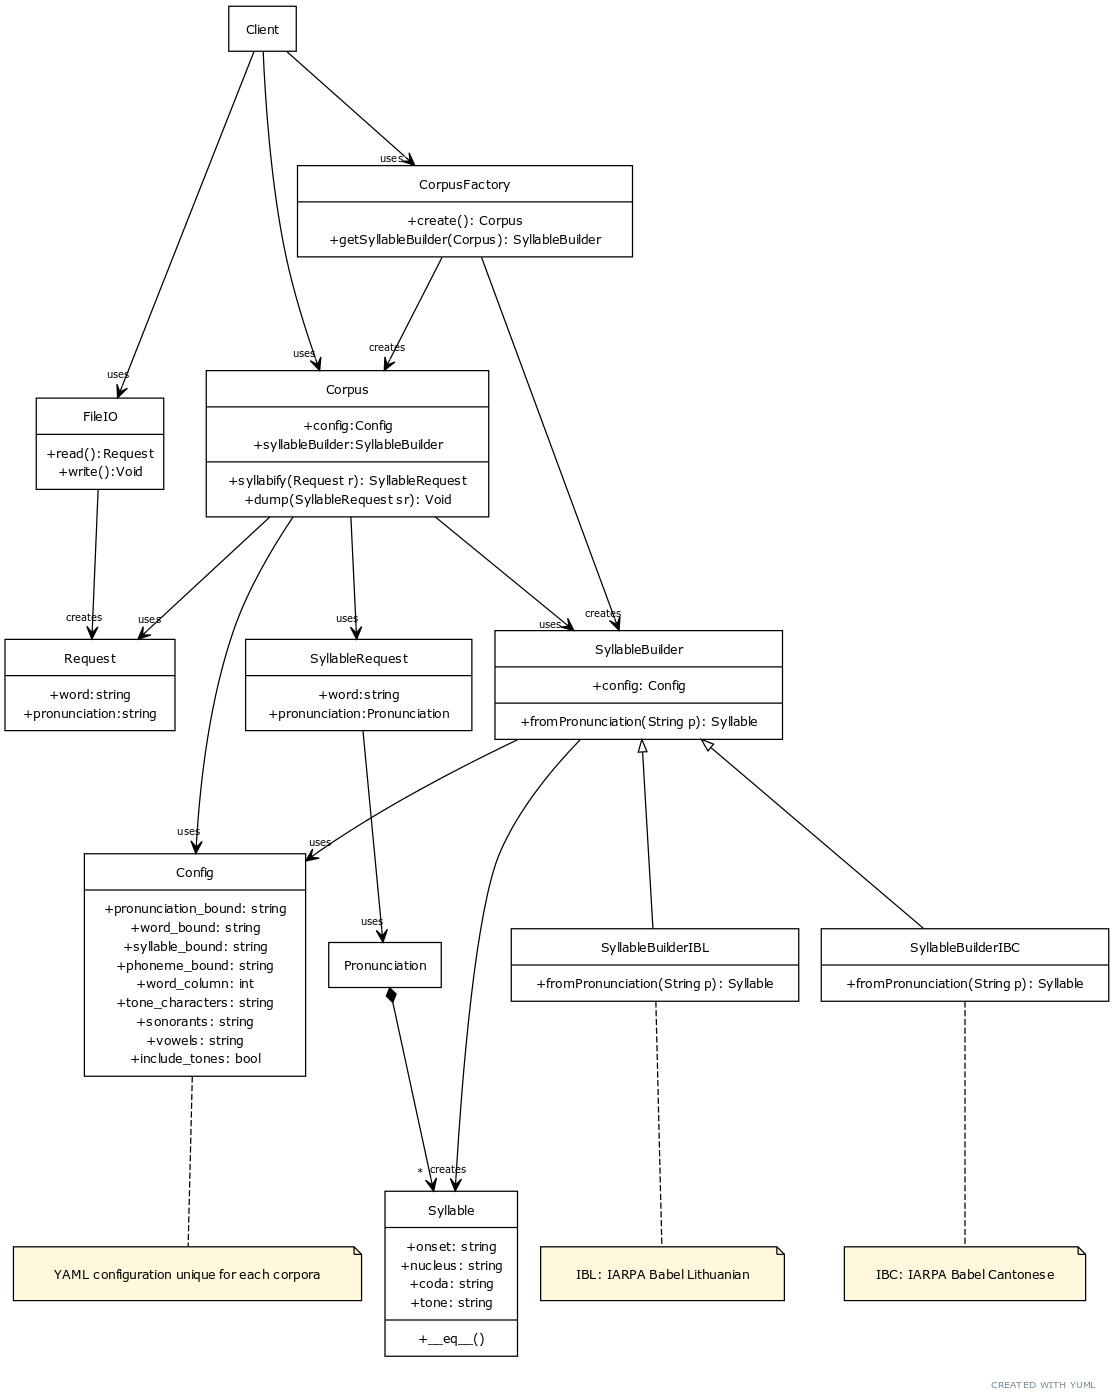 Client
uses
CorpusFactory
+create(): Corpus
+getSyllableBuilder(Corpus): SyllableBuilder
uses
creates
uses
Corpus
+config:Config
+syllableBuilder:SyllableBuilder
+syllabify(Request r): SyllableRequest
+dump(SyllableRequest sr): Void
FileIO
+read():Request
+write():Void
creates
uses
uses
uses
creates
Request
+word:string
+pronunciation:string
SyllableRequest
+word:string
+pronunciation:Pronunciation
SyllableBuilder
+config: Config
+fromPronunciation(String p): Syllable
uses
uses
Config
+pronunciation_bound: string
+word_bound: string
+syllable_bound: string
+phoneme_bound: string
+word_column: int
+tone_characters: string
+sonorants: string
+vowels: string
+include_tones: bool
uses
Pronunciation
SyllableBuilderIBL
+fromPronunciation(String p): Syllable
SyllableBuilderIBC
+fromPronunciation(String p): Syllable
* creates
Syllable
+onset: string
+nucleus: string
+coda: string
+tone: string
+__eq__()
YAML configuration unique for each corpora
IBL: IARPA Babel Lithuanian
IBC: IARPA Babel Cantonese
CREATED WITH YUML